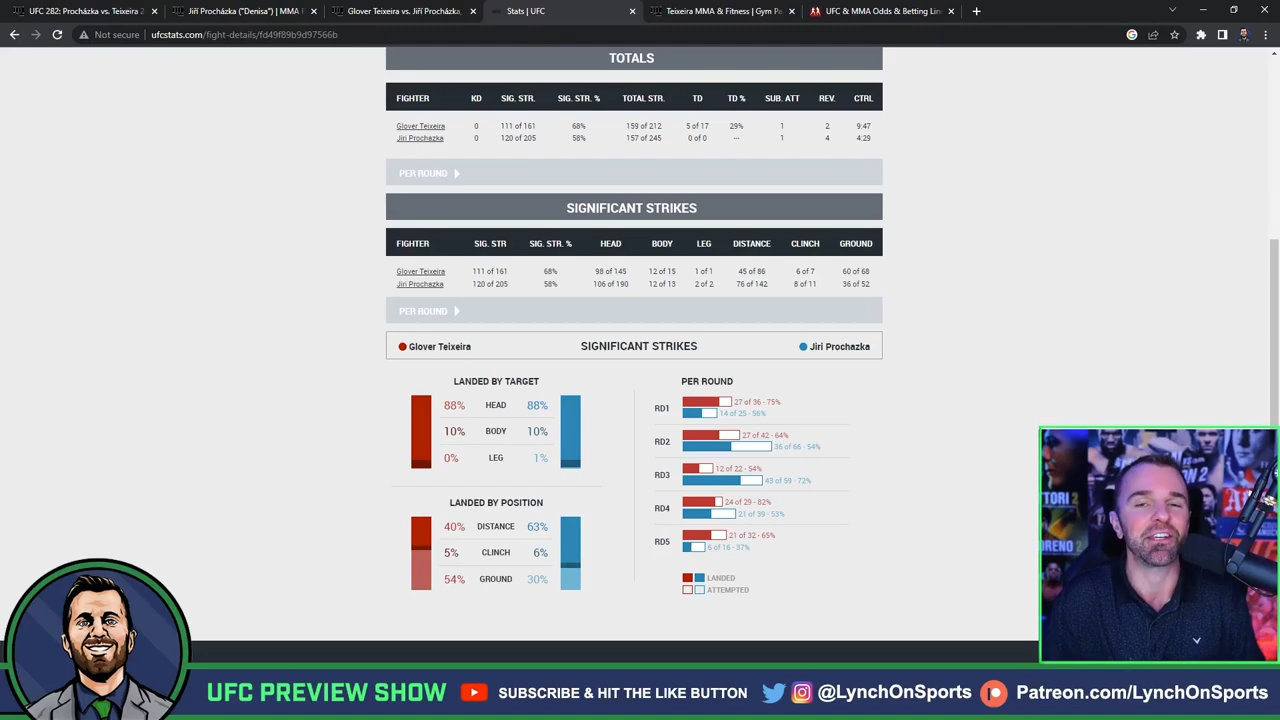 UFC 282: Procházka vs. Teixeira 2
Jiří Procházka ("Denisa") | MMA F
Glover Teixeira vs. Jiří Procházka,
Stats | UFC
Teixeira MMA & Fitness | Gym Pa
UFC & MMA Odds & Betting Lin
Not secure | ufcstats.com/fight-details/fd49f89b9d97566b
TOTALS
FIGHTER KD SIG. STR. SIG. STR. % TOTAL STR. TD TD % SUB. ATT REV. CTRL
Glover Teixeira 0 111 of 161 68% 159 of 212 5 of 17 29% 1 2 9:47
Jiri Prochazka 0 120 of 205 58% 157 of 245 0 of 0 --- 1 4 4:29
PER ROUND
SIGNIFICANT STRIKES
FIGHTER SIG. STR SIG. STR. % HEAD BODY LEG DISTANCE CLINCH GROUND
Glover Teixeira 111 of 161 68% 98 of 145 12 of 15 1 of 1 45 of 86 6 of 7 60 of 68
Jiri Prochazka 120 of 205 58% 106 of 190 12 of 13 2 of 2 76 of 142 8 of 11 36 of 52
PER ROUND
Glover Teixeira SIGNIFICANT STRIKES Jiri Prochazka
LANDED BY TARGET
88% HEAD 88%
10% BODY 10%
0% LEG 1%
LANDED BY POSITION
40% DISTANCE 63%
5% CLINCH 6%
54% GROUND 30%
PER ROUND
RD1 27 of 36 - 75%
14 of 25 - 56%
RD2 27 of 42 - 64%
36 of 66 - 54%
RD3 12 of 22 - 54%
43 of 59 - 72%
RD4 24 of 29 - 82%
21 of 39 - 53%
RD5 21 of 32 - 65%
6 of 16 - 37%
LANDED
ATTEMPTED
TORI 2
ORENO 2
UFC PREVIEW SHOW SUBSCRIBE & HIT THE LIKE BUTTON @LynchOnSports Patreon.com/LynchOnSports